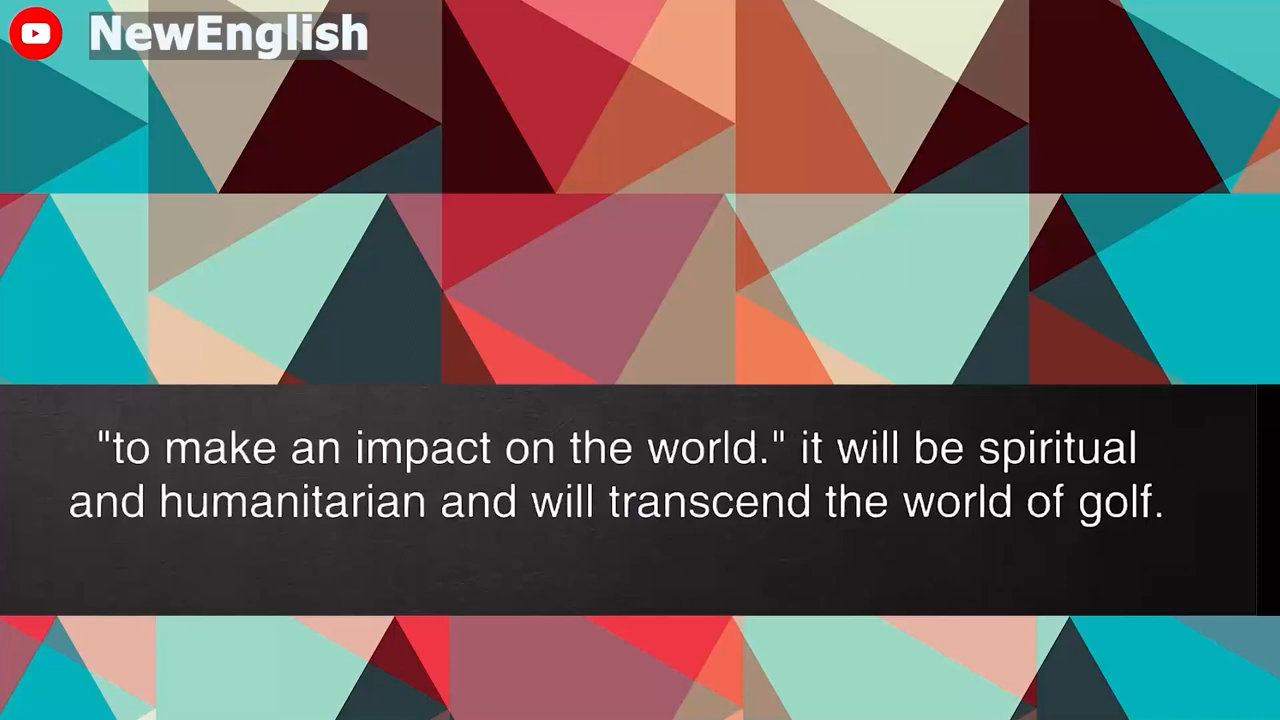 NewEnglish
"to make an impact on the world." it will be spiritual
and humanitarian and will transcend the world of golf.